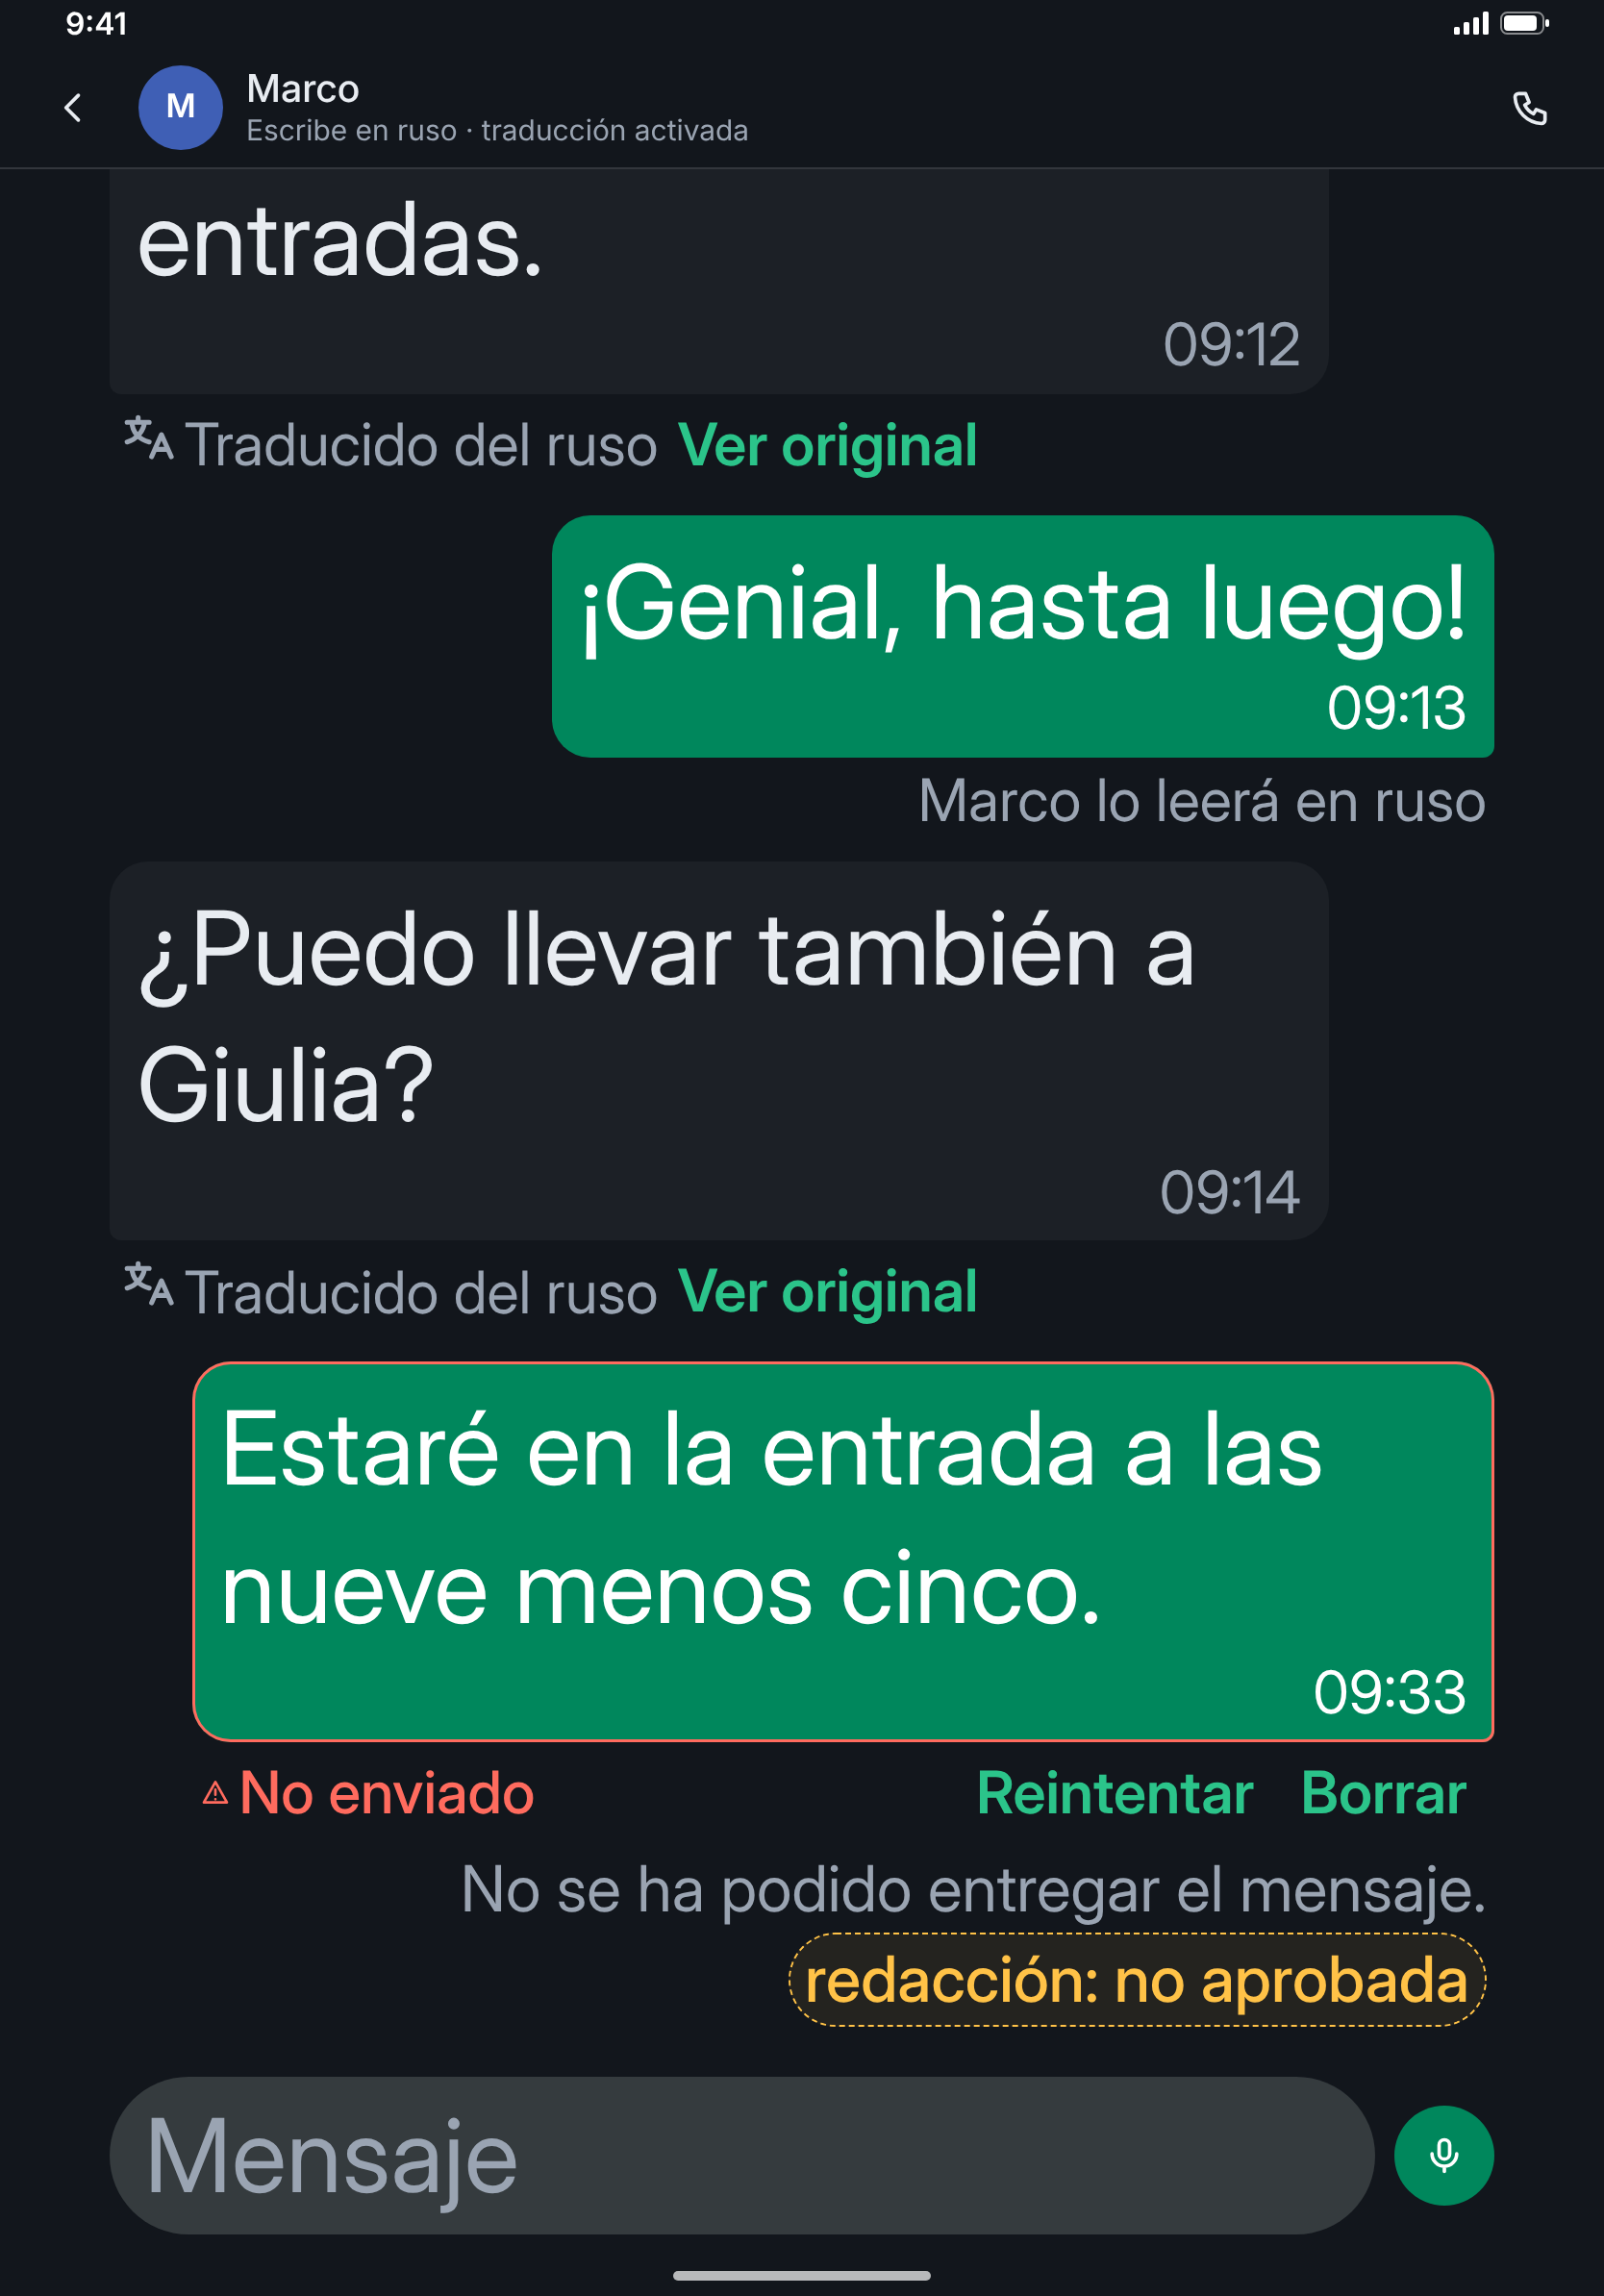 9:41
M
Marco
Escribe en ruso · traducción activada
entradas.
09:12
Traducido del ruso Ver original
¡Genial, hasta luego!
09:13
Marco lo leerá en ruso
¿Puedo llevar también a
Giulia?
09:14
Traducido del ruso Ver original
Estaré en la entrada a las
nueve menos cinco.
09:33
No enviado Reintentar Borrar
No se ha podido entregar el mensaje.
redacción: no aprobada
Mensaje